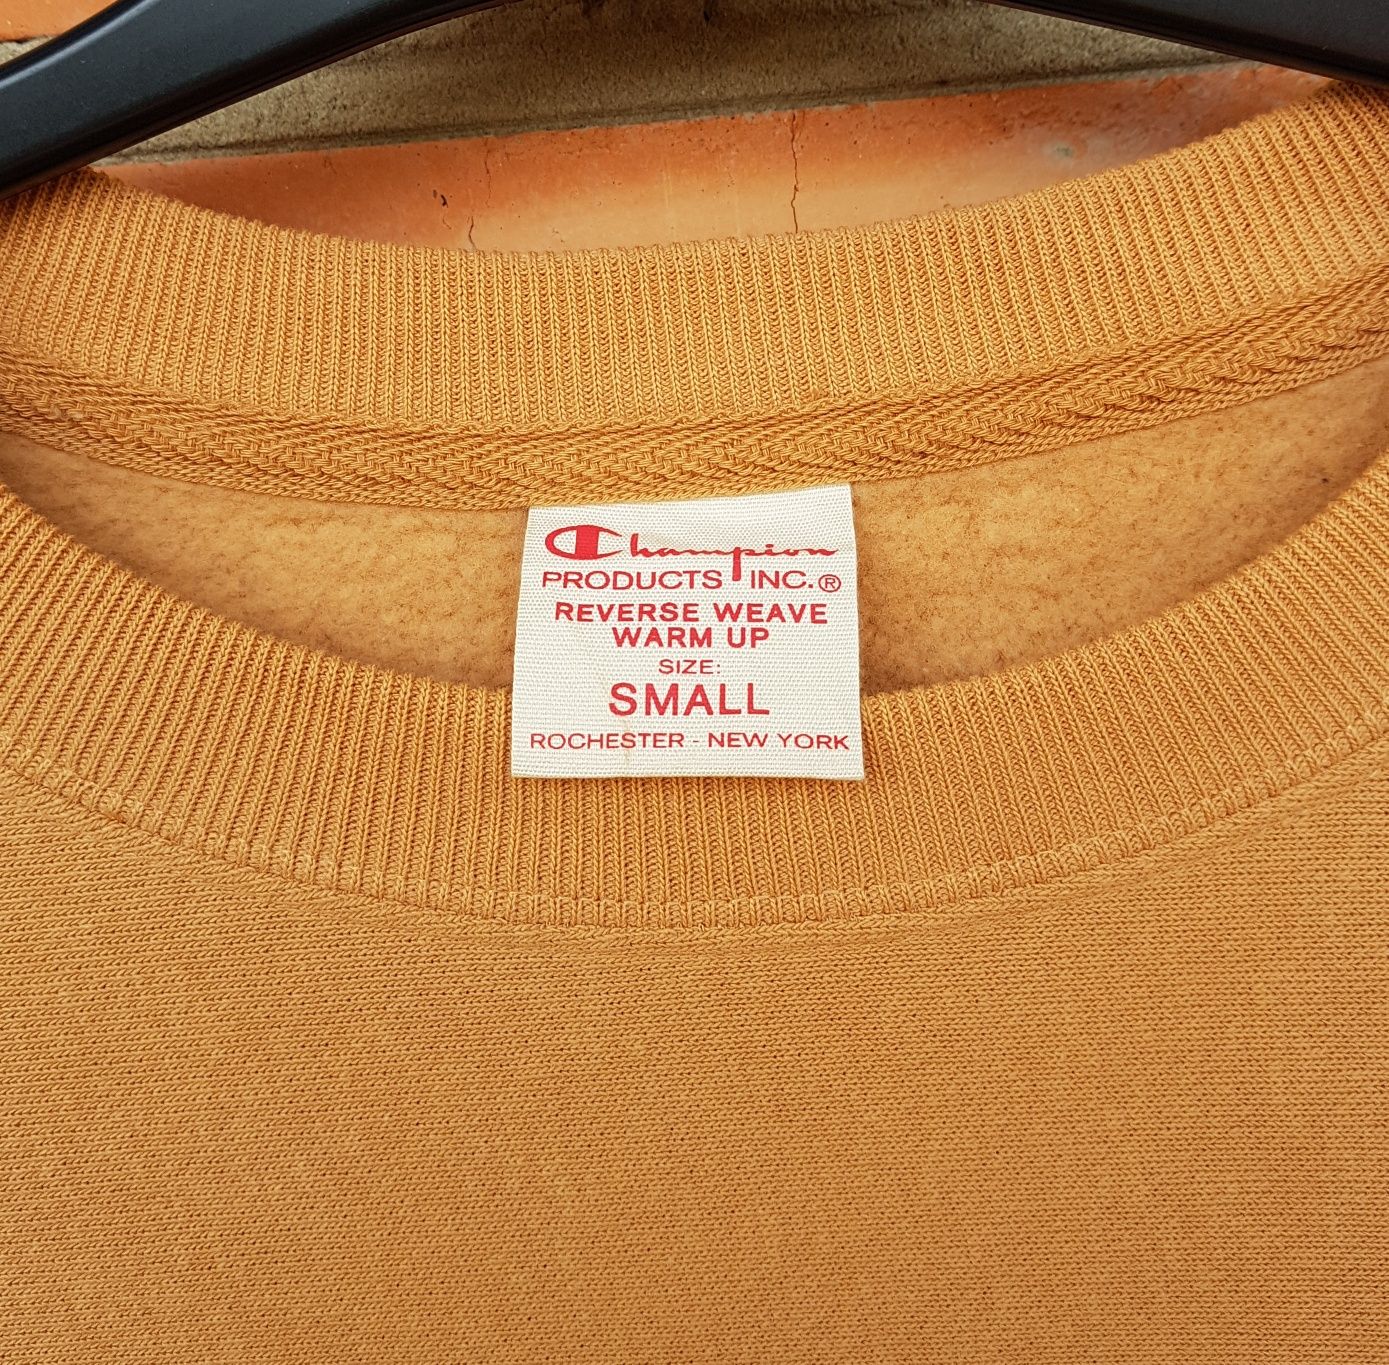 Champion
PRODUCTS INC.®
REVERSE WEAVE
WARM UP
SIZE:
SMALL
ROCHESTER - NEW YORK